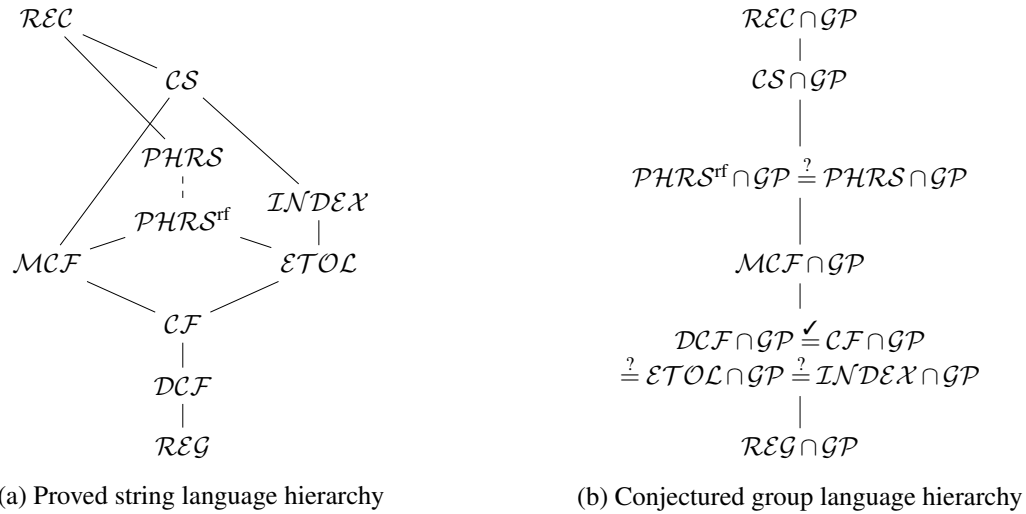 REC
CS
PHRS
PHRS^rf
INDEX
MCF
ETOL
CF
DCF
REG
(a) Proved string language hierarchy
REC ∩ GP
CS ∩ GP
PHRS^rf ∩ GP ≟ PHRS ∩ GP
MCF ∩ GP
DCF ∩ GP =✓ CF ∩ GP
≟ ETOL ∩ GP ≟ INDEX ∩ GP
REG ∩ GP
(b) Conjectured group language hierarchy